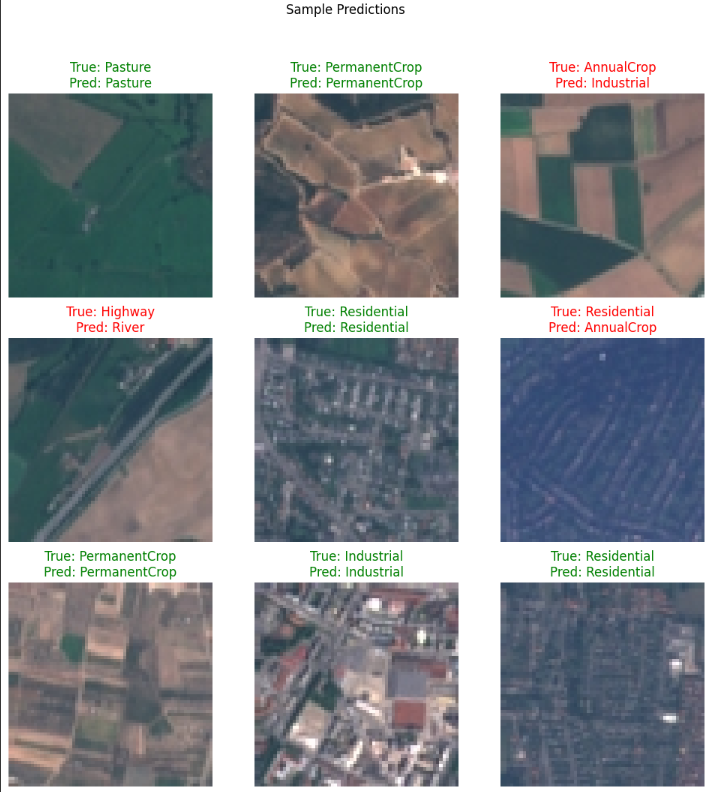 Sample Predictions
True: Pasture
Pred: Pasture
True: PermanentCrop
Pred: PermanentCrop
True: AnnualCrop
Pred: Industrial
True: Highway
Pred: River
True: Residential
Pred: Residential
True: Residential
Pred: AnnualCrop
True: PermanentCrop
Pred: PermanentCrop
True: Industrial
Pred: Industrial
True: Residential
Pred: Residential